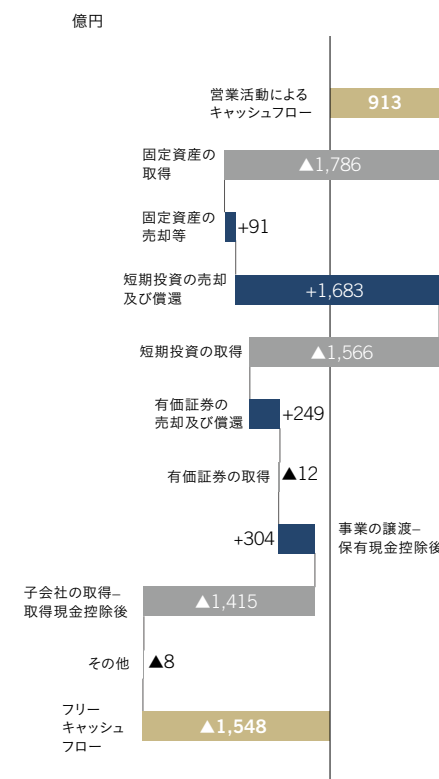 億円
営業活動による
キャッシュフロー
913
固定資産の
取得
▲1,786
固定資産の
売却等
+91
短期投資の売却
及び償還
+1,683
短期投資の取得
▲1,566
有価証券の
売却及び償還
+249
有価証券の取得
▲12
+304
事業の譲渡–
保有現金控除後
子会社の取得–
取得現金控除後
▲1,415
その他
▲8
フリー
キャッシュ
フロー
▲1,548